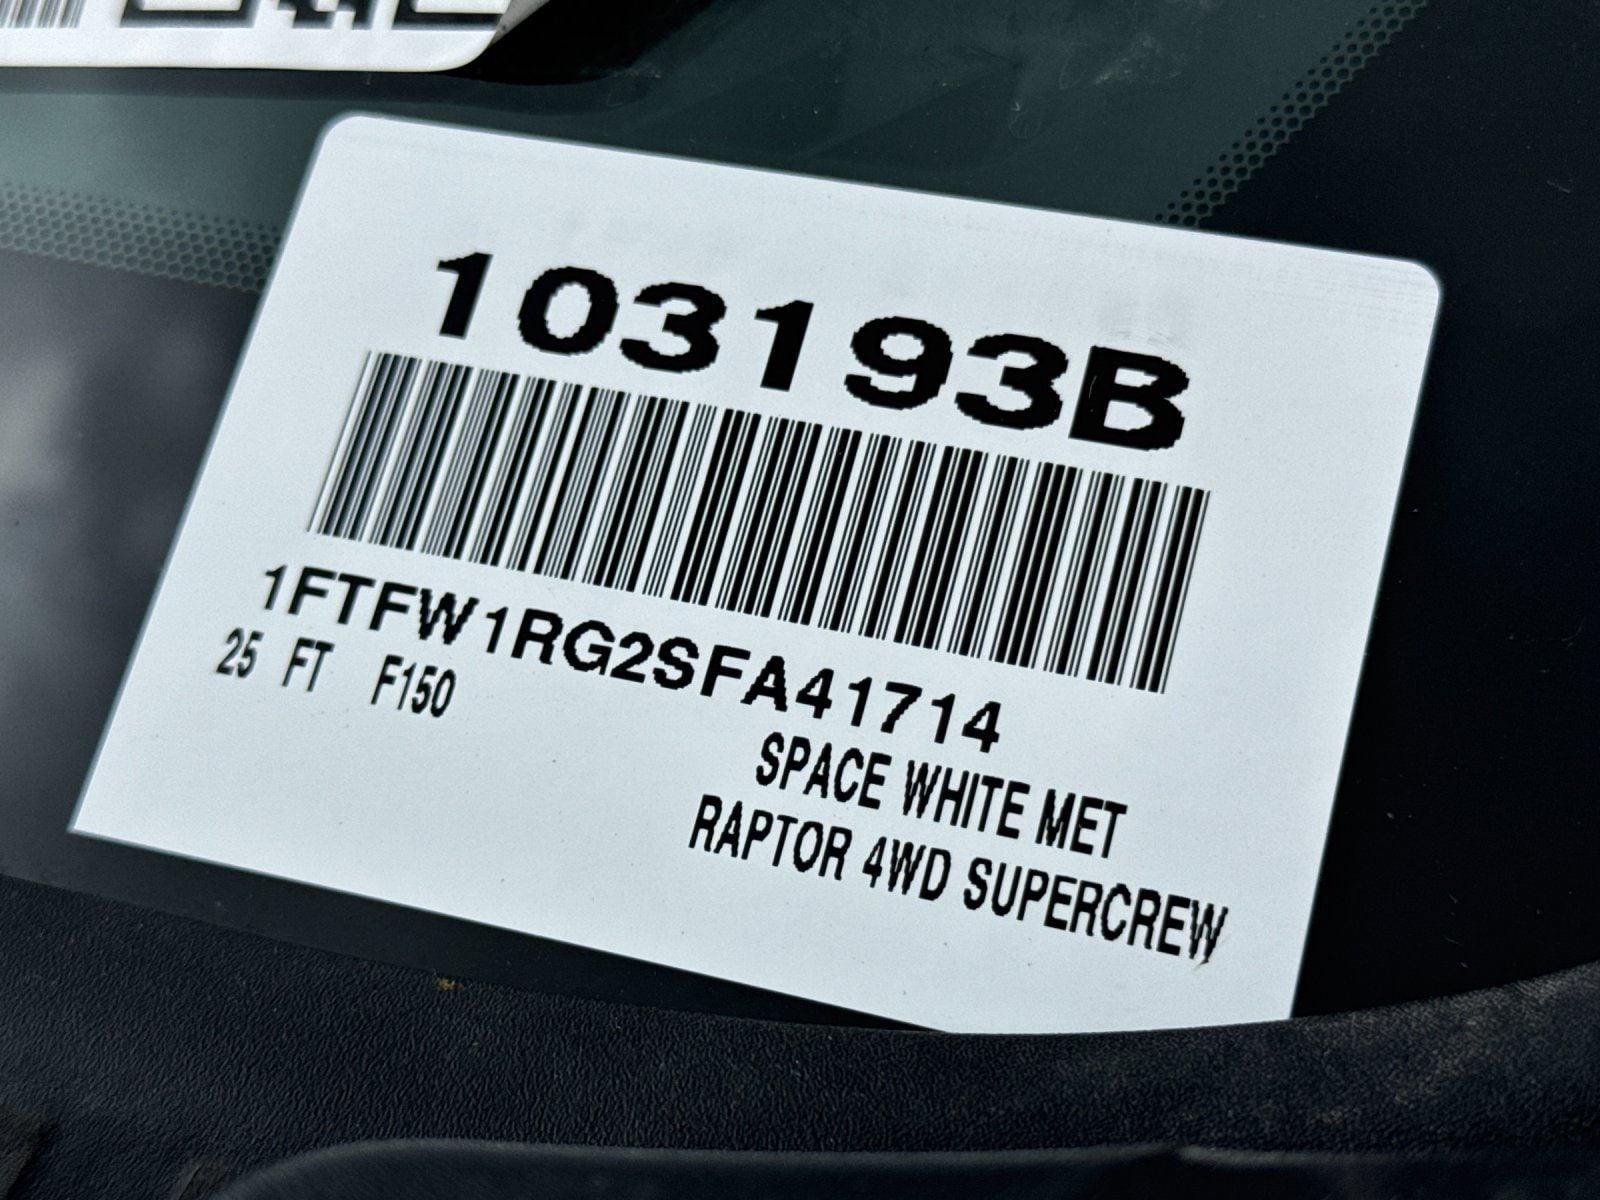 103193B
1FTFW1RG2SFA41714
25 FT F150
SPACE WHITE MET
RAPTOR 4WD SUPERCREW